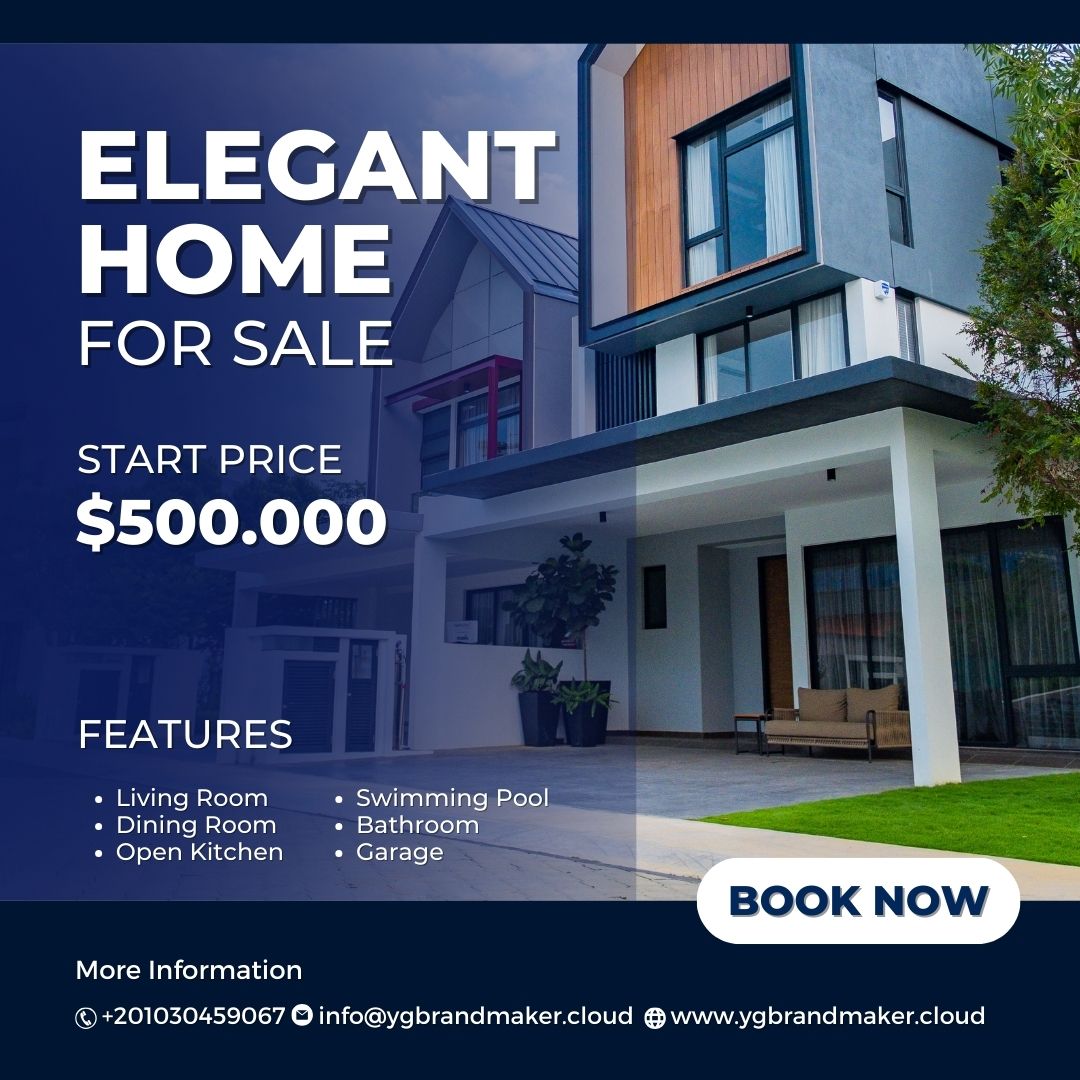 ELEGANT
HOME
FOR SALE
START PRICE
$500.000
FEATURES
• Living Room
• Dining Room
• Open Kitchen
• Swimming Pool
• Bathroom
• Garage
BOOK NOW
More Information
+201030459067 info@ygbrandmaker.cloud www.ygbrandmaker.cloud